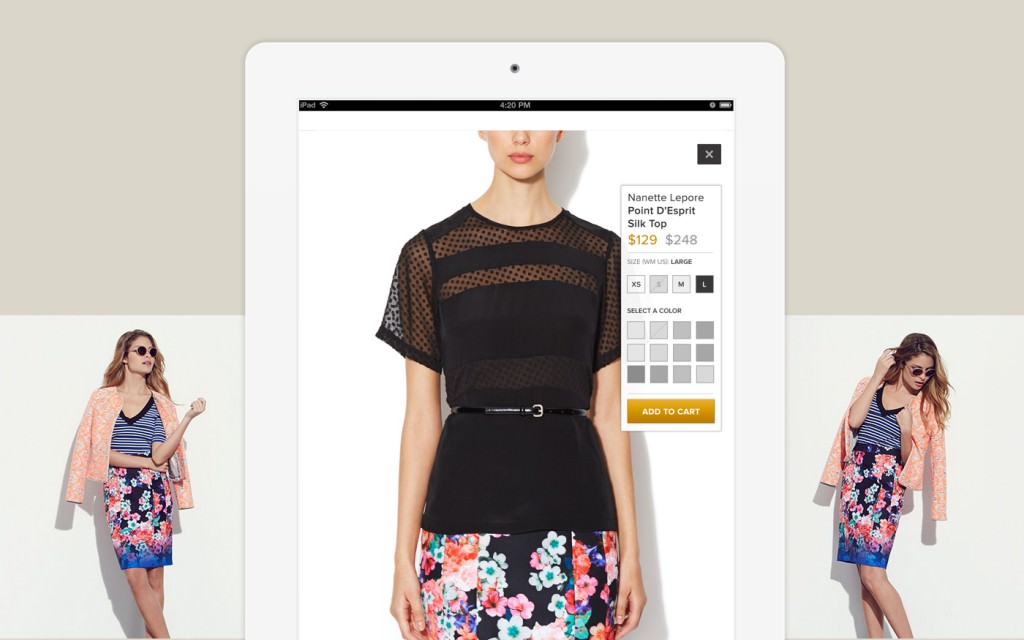 iPad 4:20 PM
Nanette Lepore
Point D'Esprit
Silk Top
$129 $248
SIZE (WM US): LARGE
XS S M L
SELECT A COLOR
ADD TO CART